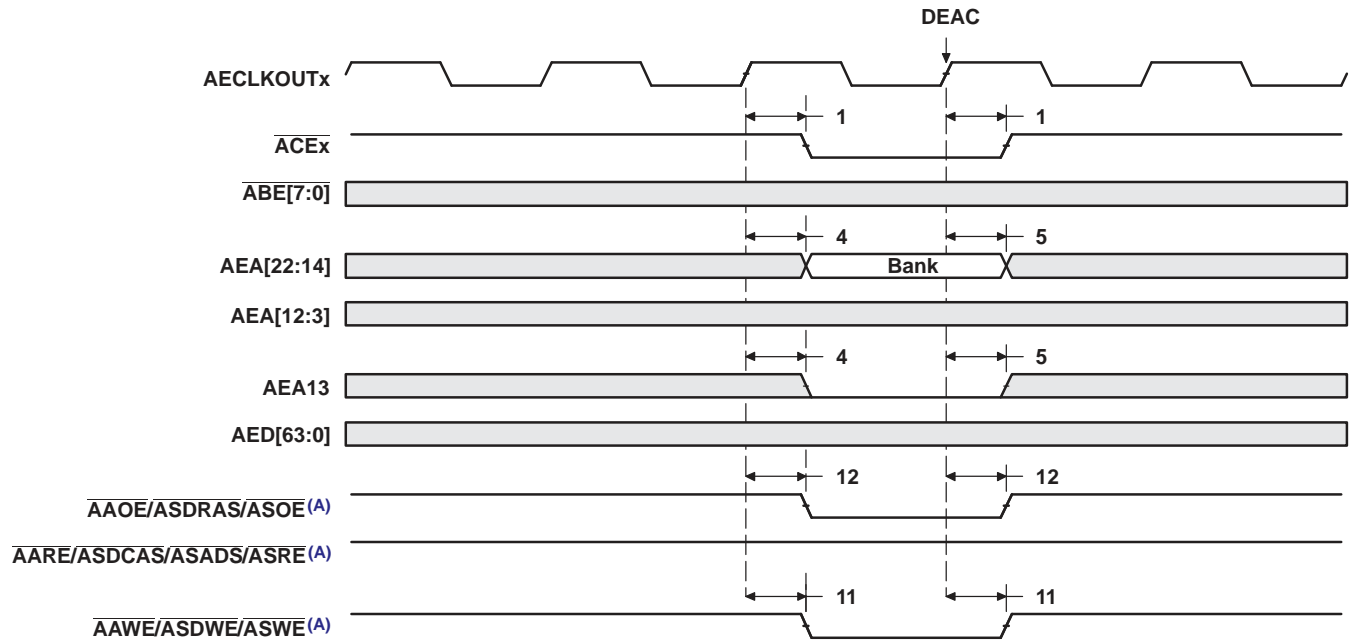 DEAC
AECLKOUTx
1 1
ACEx
ABE[7:0]
4 5
AEA[22:14] Bank
AEA[12:3]
4 5
AEA13
AED[63:0]
12 12
AAOE/ASDRAS/ASOE(A)
AARE/ASDCAS/ASADS/ASRE(A)
11 11
AAWE/ASDWE/ASWE(A)